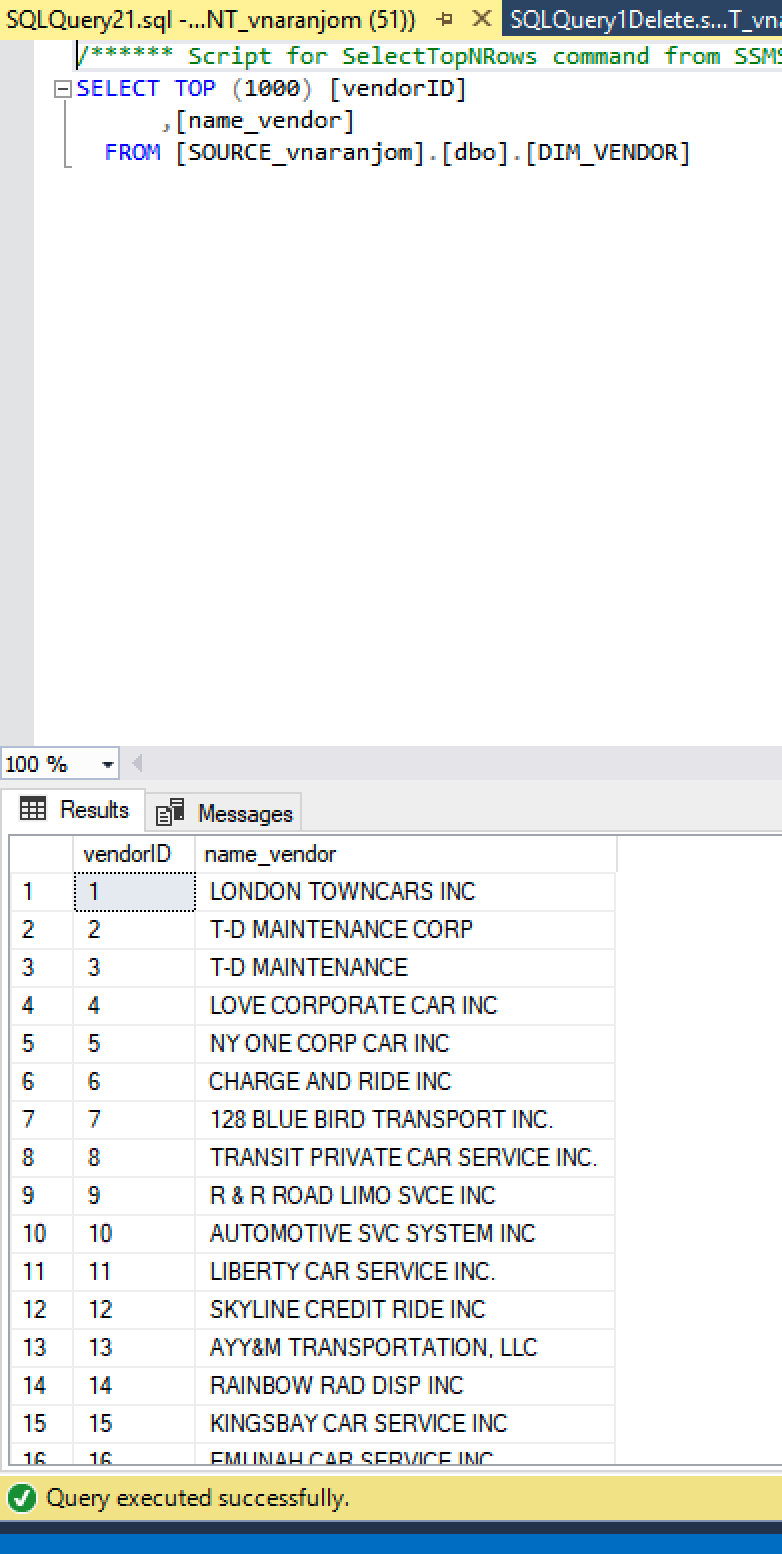 SQLQuery21.sql -...NT_vnaranjom (51)) SQLQuery1Delete.s...T_vna
/****** Script for SelectTopNRows command from SSMS
SELECT TOP (1000) [vendorID]
,[name_vendor]
FROM [SOURCE_vnaranjom].[dbo].[DIM_VENDOR]
100 %
Results Messages
vendorID name_vendor
1 1 LONDON TOWNCARS INC
2 2 T-D MAINTENANCE CORP
3 3 T-D MAINTENANCE
4 4 LOVE CORPORATE CAR INC
5 5 NY ONE CORP CAR INC
6 6 CHARGE AND RIDE INC
7 7 128 BLUE BIRD TRANSPORT INC.
8 8 TRANSIT PRIVATE CAR SERVICE INC.
9 9 R & R ROAD LIMO SVCE INC
10 10 AUTOMOTIVE SVC SYSTEM INC
11 11 LIBERTY CAR SERVICE INC.
12 12 SKYLINE CREDIT RIDE INC
13 13 AYY&M TRANSPORTATION, LLC
14 14 RAINBOW RAD DISP INC
15 15 KINGSBAY CAR SERVICE INC
16 16 EMUNAH CAR SERVICE INC
Query executed successfully.